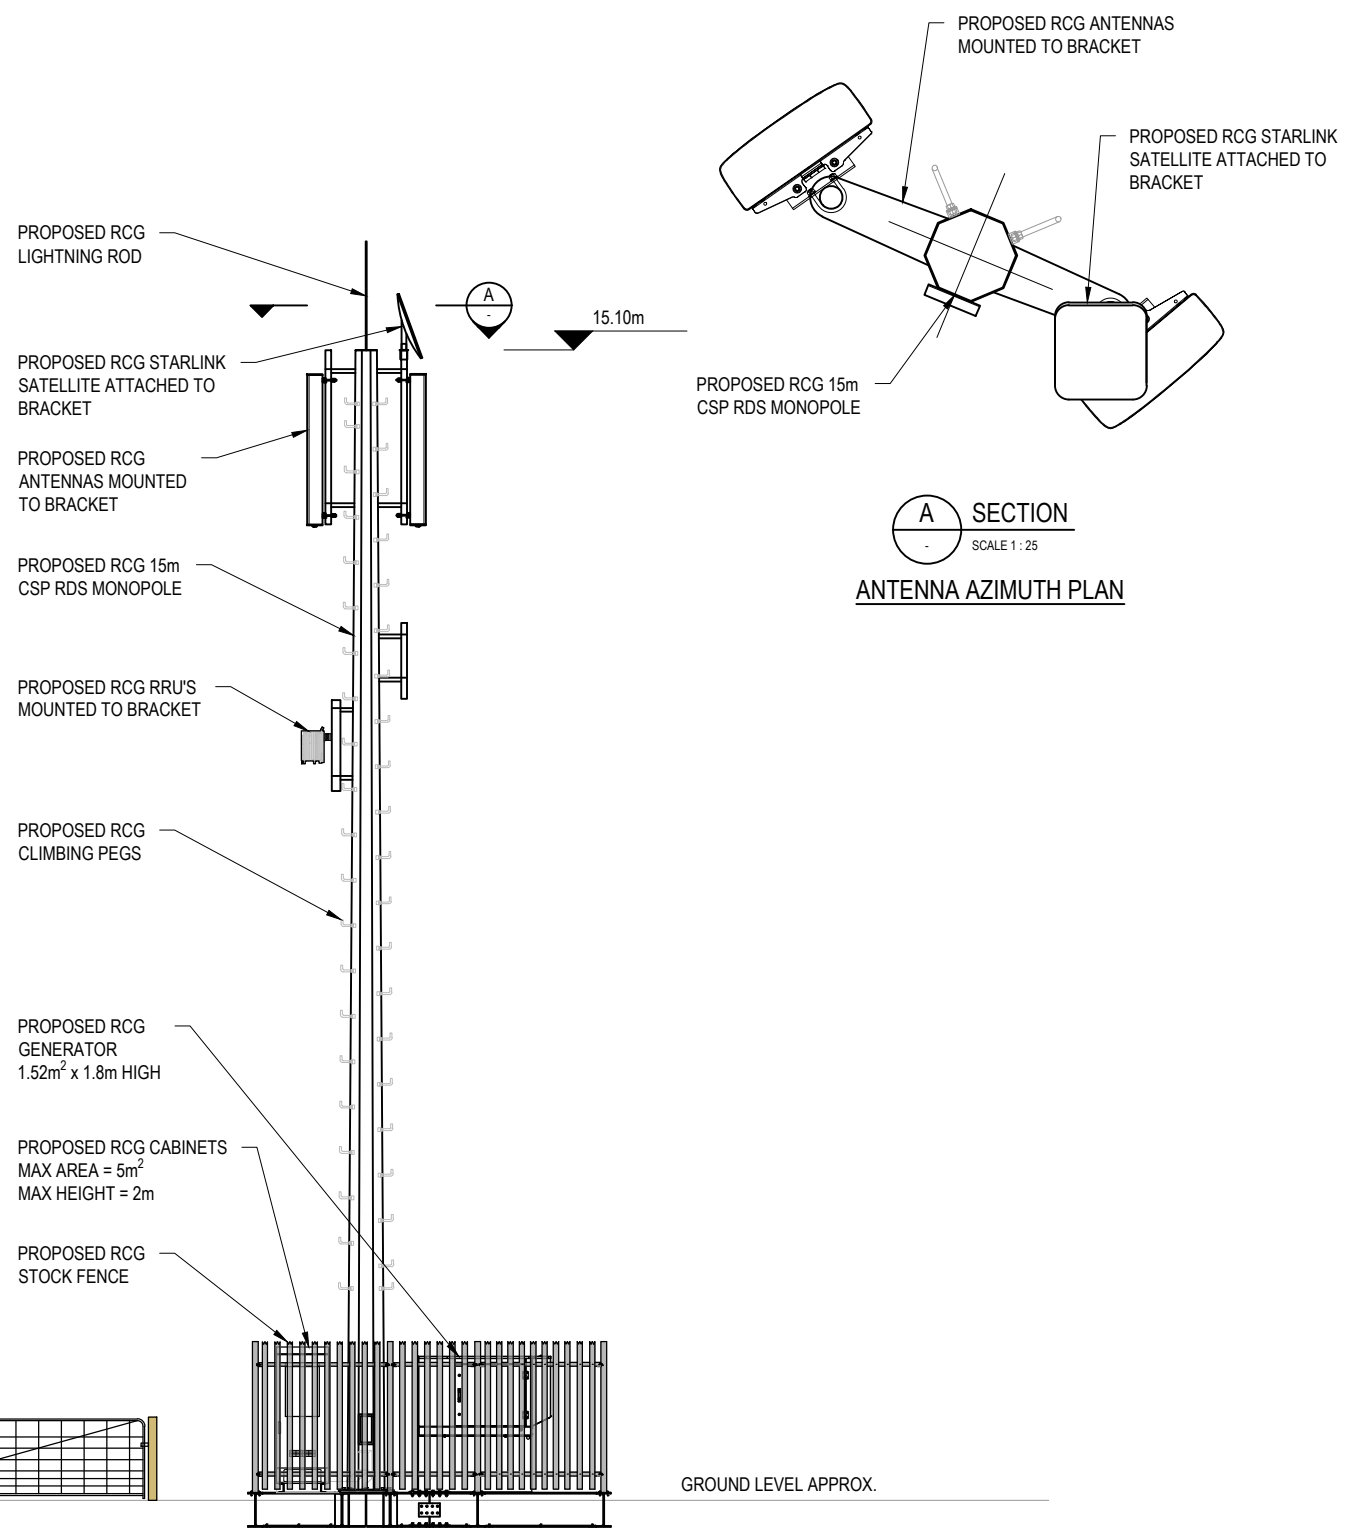 PROPOSED RCG ANTENNAS
MOUNTED TO BRACKET
PROPOSED RCG STARLINK
SATELLITE ATTACHED TO
BRACKET
PROPOSED RCG
LIGHTNING ROD
A
-
15.10m
PROPOSED RCG STARLINK
SATELLITE ATTACHED TO
BRACKET
PROPOSED RCG 15m
CSP RDS MONOPOLE
PROPOSED RCG
ANTENNAS MOUNTED
TO BRACKET
A
-
SECTION
SCALE 1 : 25
ANTENNA AZIMUTH PLAN
PROPOSED RCG 15m
CSP RDS MONOPOLE
PROPOSED RCG RRU'S
MOUNTED TO BRACKET
PROPOSED RCG
CLIMBING PEGS
PROPOSED RCG
GENERATOR
1.52m² x 1.8m HIGH
PROPOSED RCG CABINETS
MAX AREA = 5m²
MAX HEIGHT = 2m
PROPOSED RCG
STOCK FENCE
GROUND LEVEL APPROX.